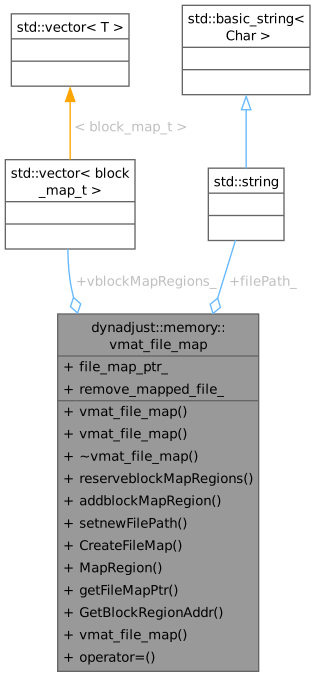 std::vector< T >
std::basic_string<
Char >
< block_map_t >
std::vector< block
_map_t >
std::string
+vblockMapRegions_
+filePath_
dynadjust::memory::
vmat_file_map
+ file_map_ptr_
+ remove_mapped_file_
+ vmat_file_map()
+ vmat_file_map()
+ ~vmat_file_map()
+ reserveblockMapRegions()
+ addblockMapRegion()
+ setnewFilePath()
+ CreateFileMap()
+ MapRegion()
+ getFileMapPtr()
+ GetBlockRegionAddr()
+ vmat_file_map()
+ operator=()